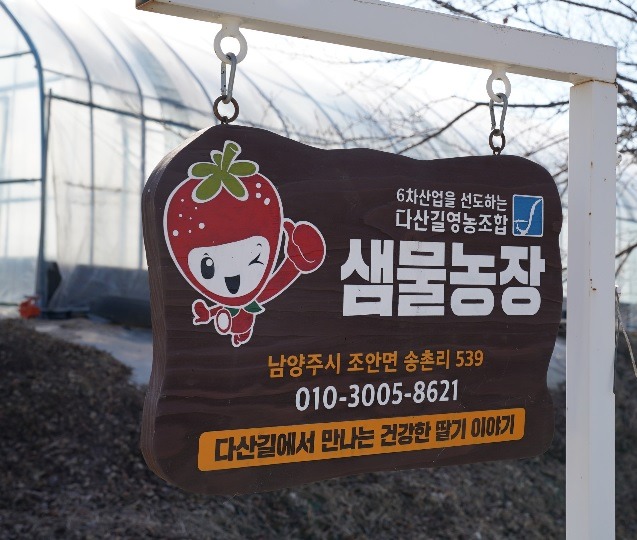 6차산업을 선도하는
다산길영농조합
샘물농장
남양주시 조안면 송촌리 539
010-3005-8621
다산길에서 만나는 건강한 딸기 이야기